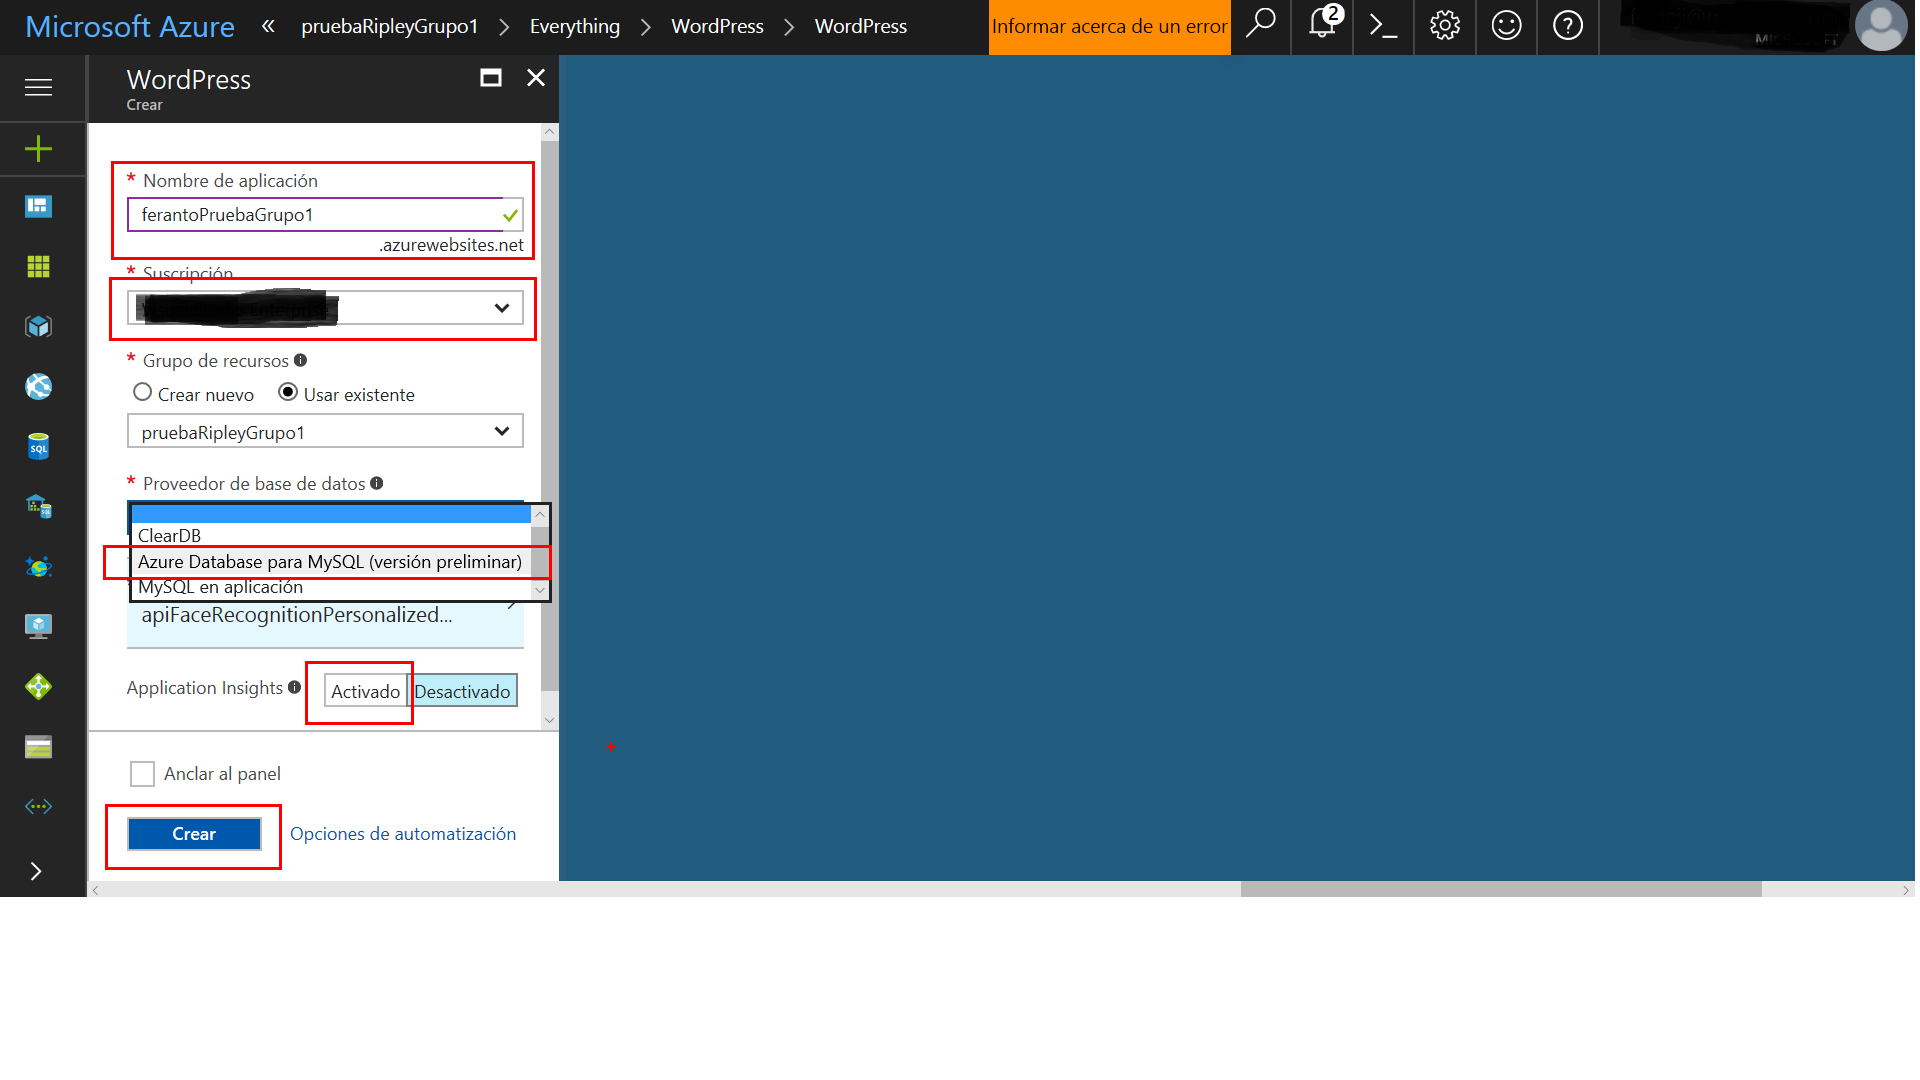 Microsoft Azure « pruebaRipleyGrupo1 > Everything > WordPress > WordPress
Informar acerca de un error
2
WordPress
Crear
* Nombre de aplicación
ferantoPruebaGrupo1
.azurewebsites.net
* Suscripción
* Grupo de recursos
Crear nuevo
Usar existente
pruebaRipleyGrupo1
* Proveedor de base de datos
ClearDB
Azure Database para MySQL (versión preliminar)
MySQL en aplicación
apiFaceRecognitionPersonalized...
Application Insights
Activado
Desactivado
Anclar al panel
Crear
Opciones de automatización
SQL